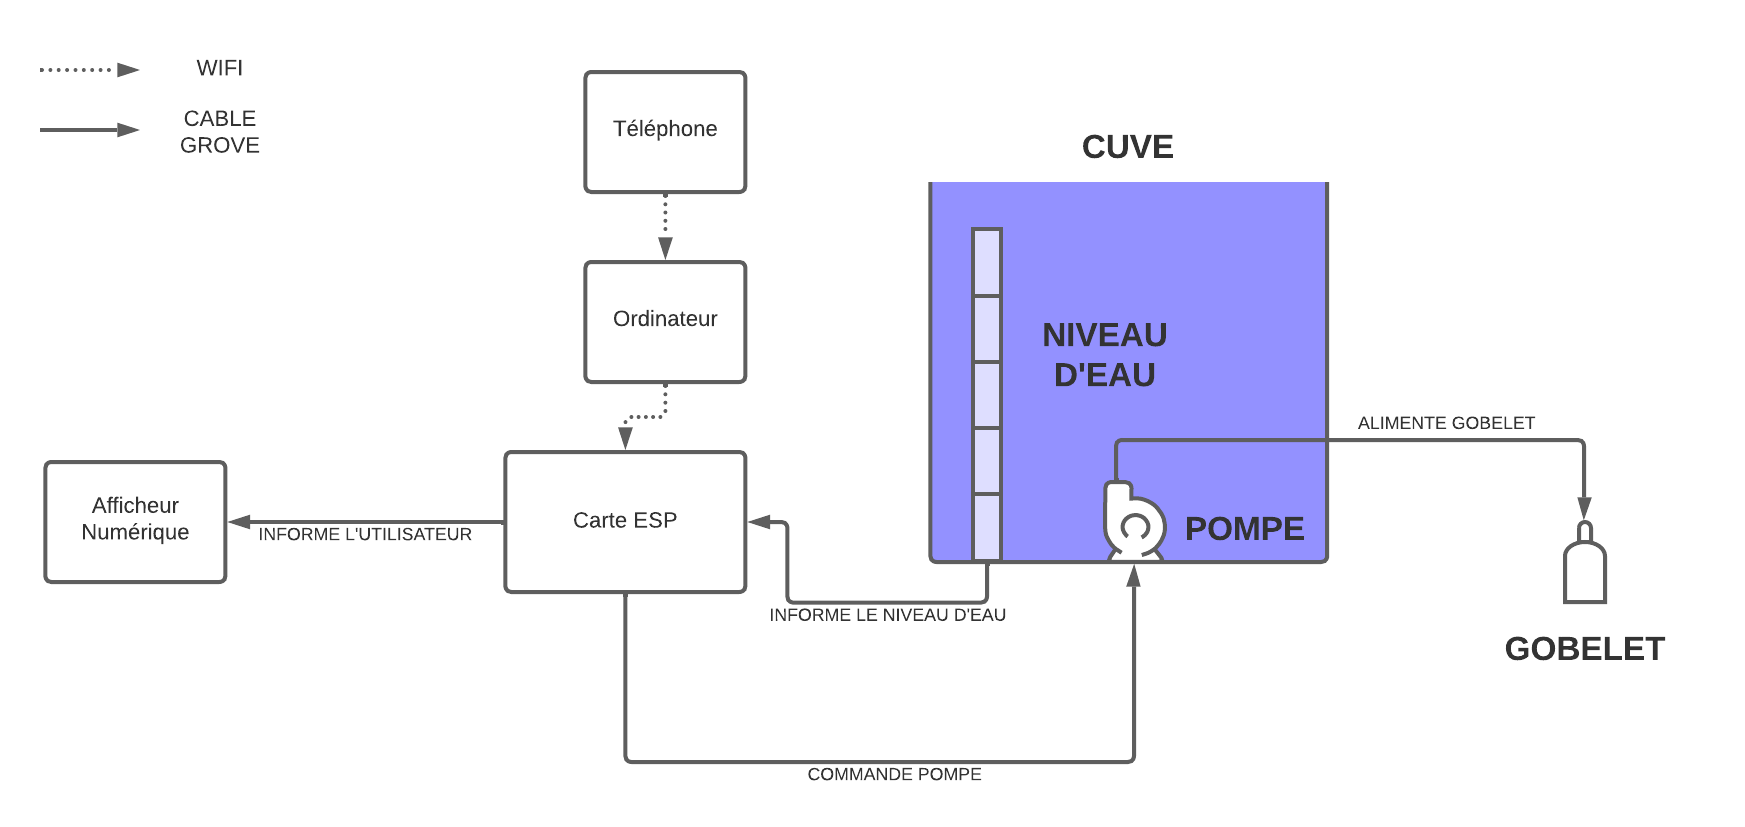 WIFI
CABLE
GROVE
Téléphone
CUVE
Ordinateur
NIVEAU
D'EAU
ALIMENTE GOBELET
Afficheur
Numérique
INFORME L'UTILISATEUR
Carte ESP
POMPE
INFORME LE NIVEAU D'EAU
GOBELET
COMMANDE POMPE